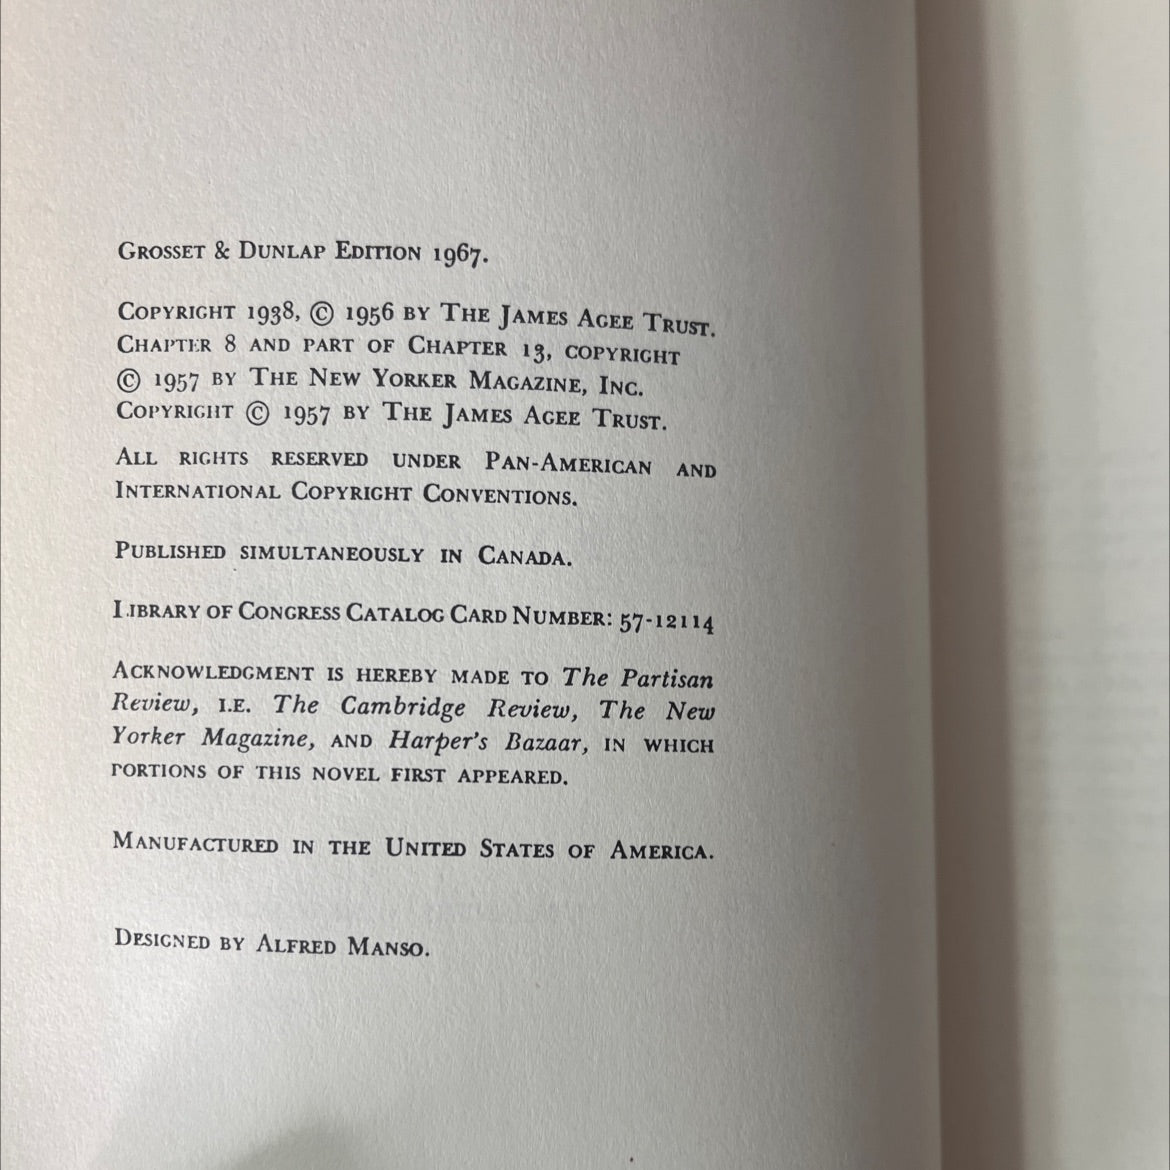 Grosset & Dunlap Edition 1967.
Copyright 1938, © 1956 by The James Agee Trust.
Chapter 8 and part of Chapter 13, copyright
© 1957 by The New Yorker Magazine, Inc.
Copyright © 1957 by The James Agee Trust.
All rights reserved under Pan-American and
International Copyright Conventions.
Published simultaneously in Canada.
Library of Congress Catalog Card Number: 57-12114
Acknowledgment is hereby made to The Partisan
Review, i.e. The Cambridge Review, The New
Yorker Magazine, and Harper's Bazaar, in which
portions of this novel first appeared.
Manufactured in the United States of America.
Designed by Alfred Manso.